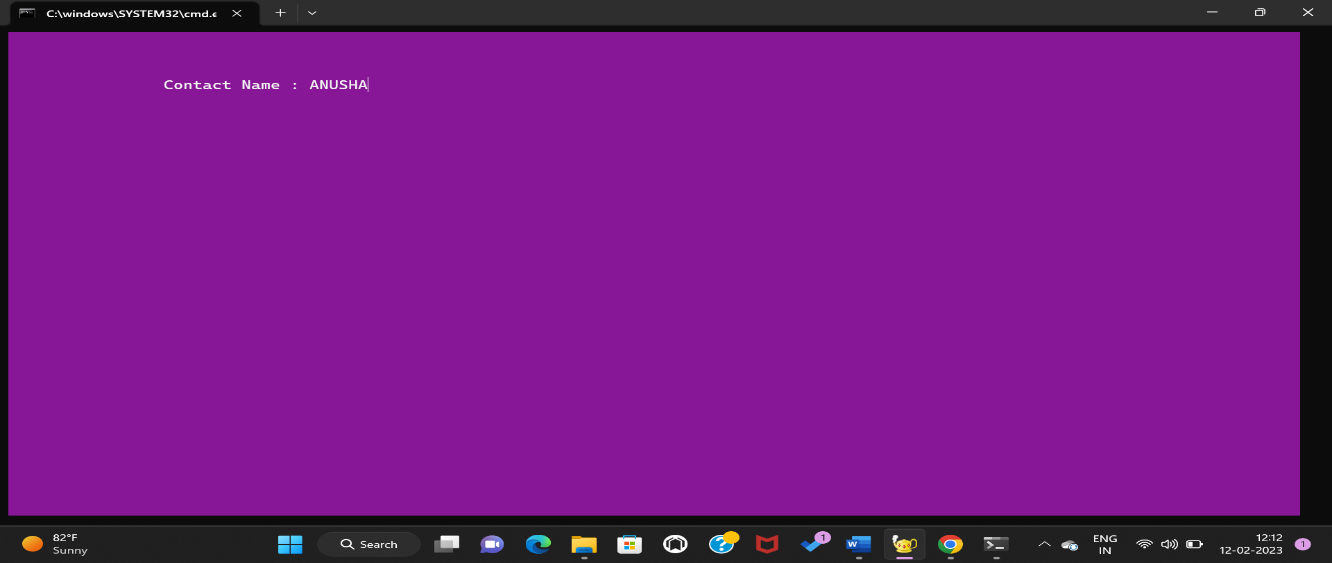 C:\windows\SYSTEM32\cmd.e
Contact Name : ANUSHA
82°F
Sunny
Search
1
W
ENG
IN
12:12
12-02-2023
1